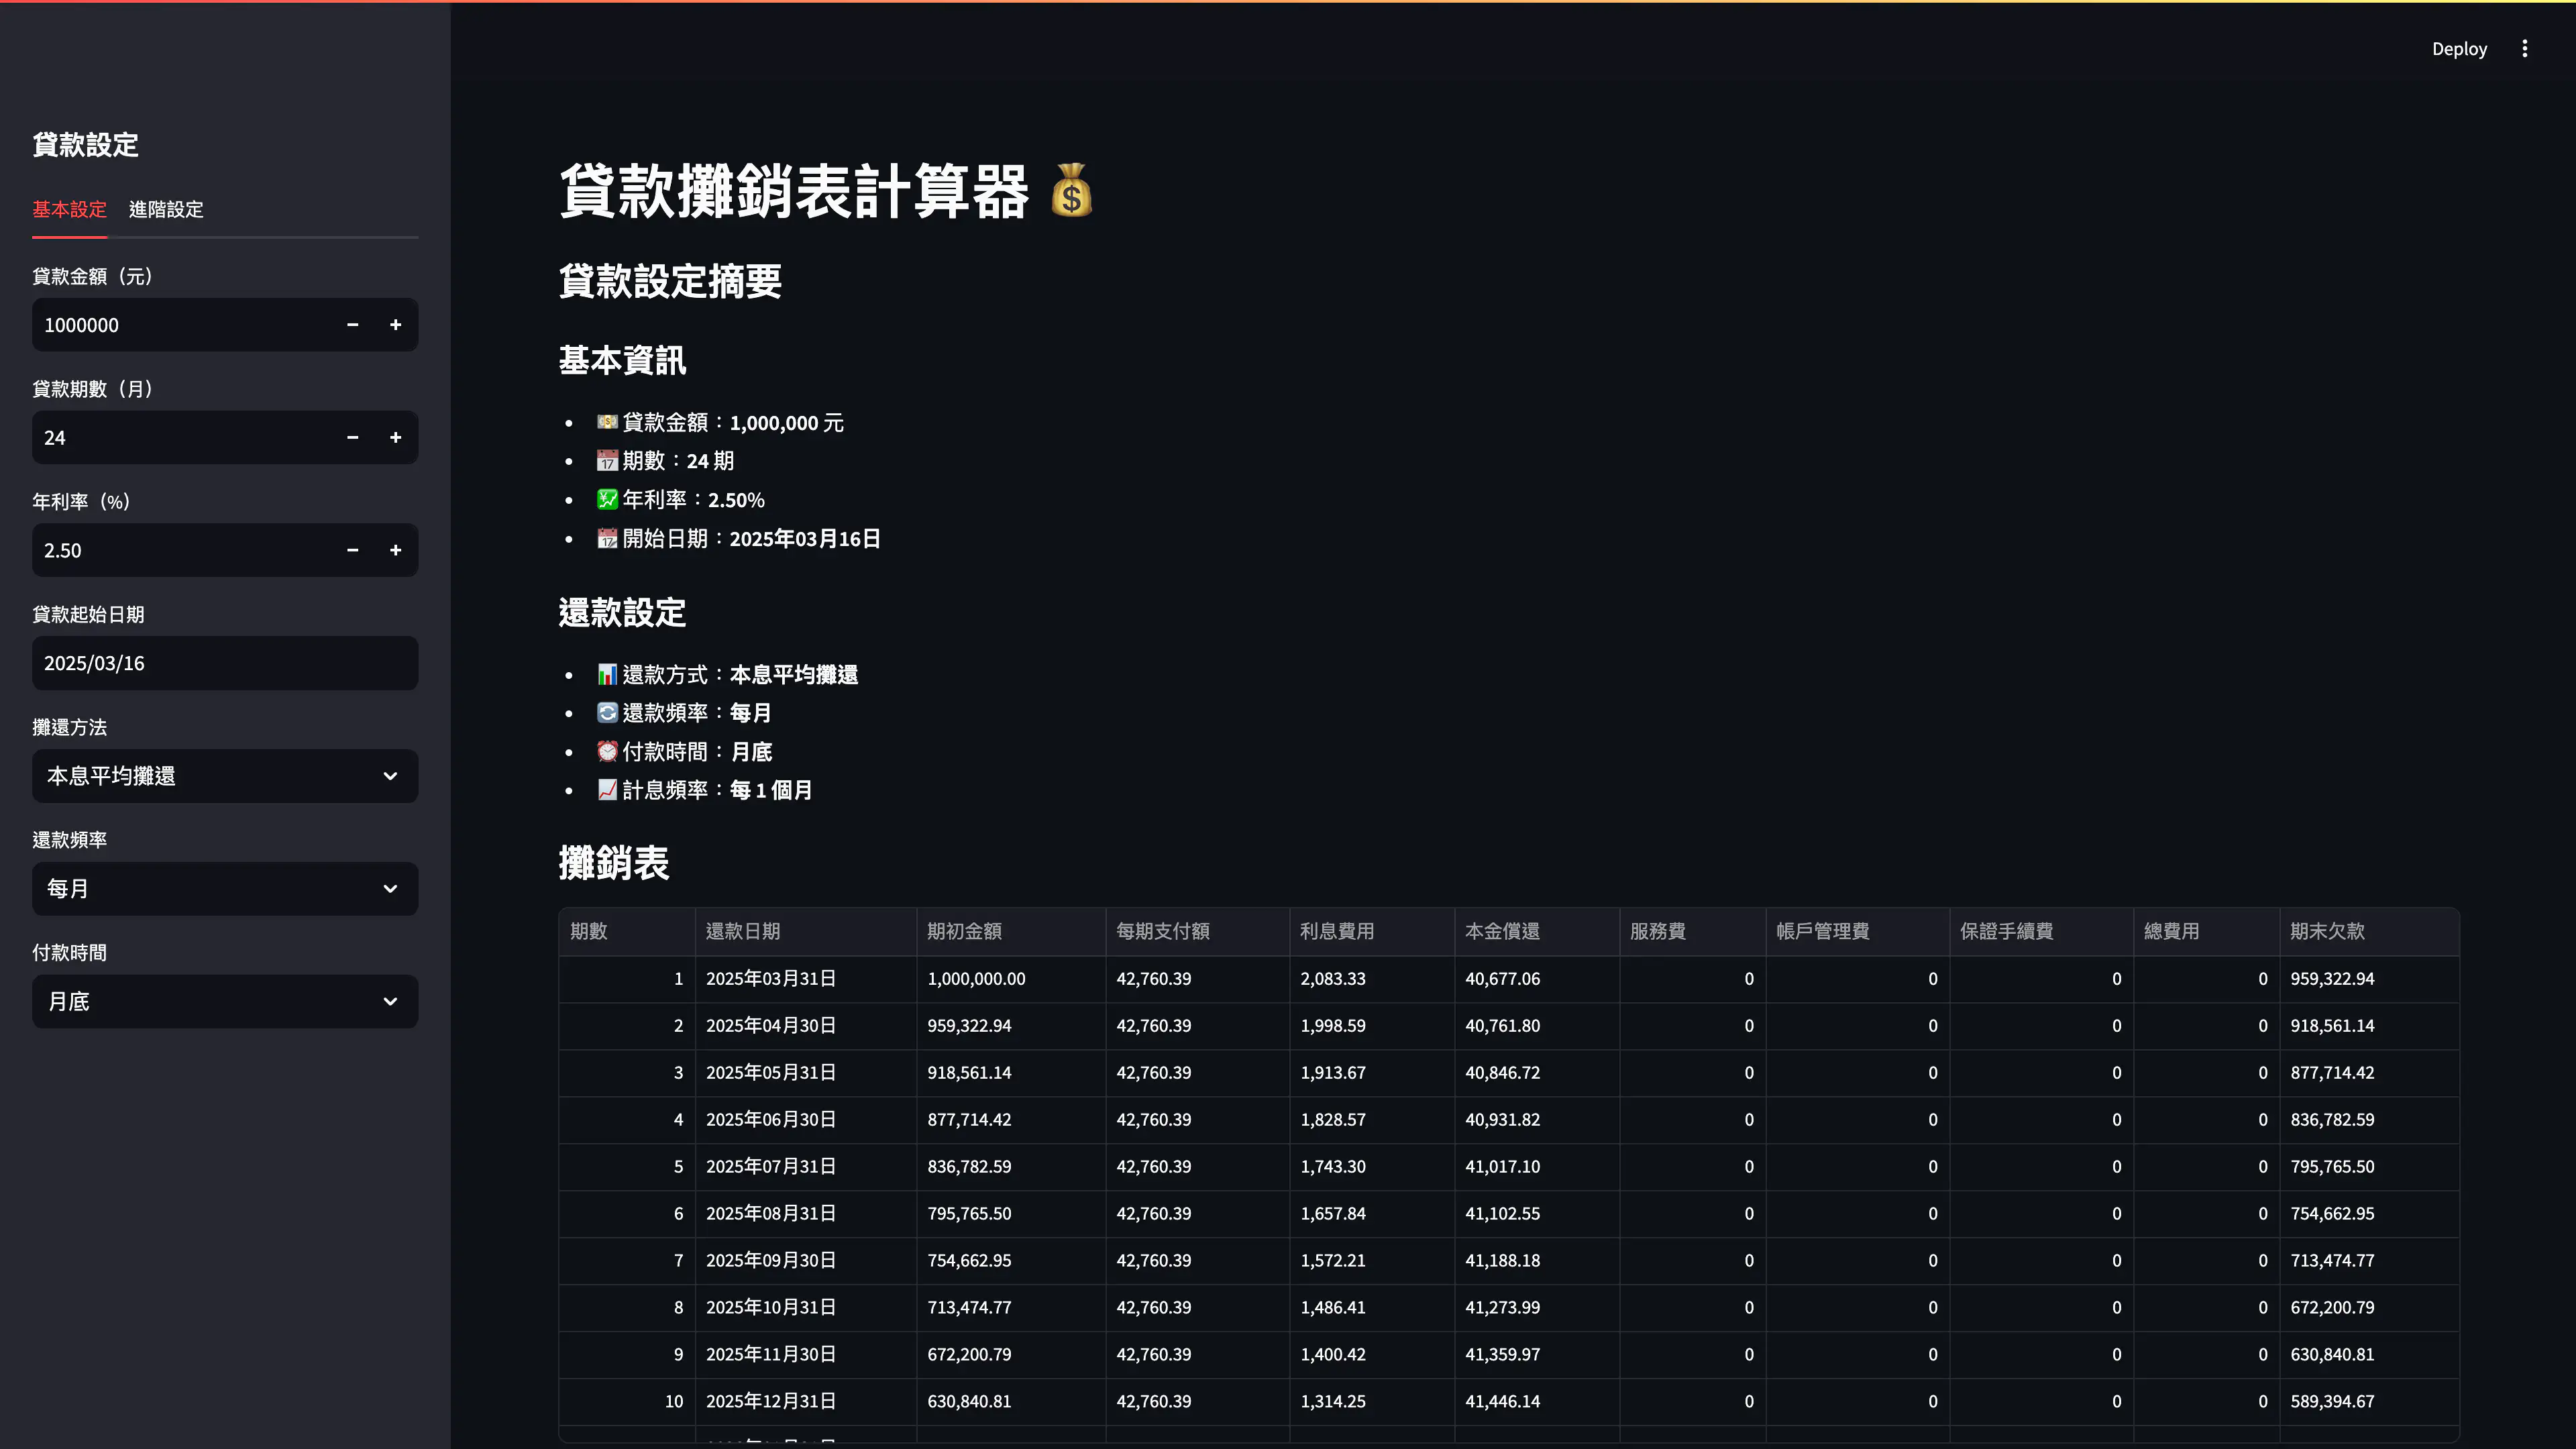 Deploy
貸款設定
基本設定 進階設定
貸款金額（元）
1000000
貸款期數（月）
24
年利率（%）
2.50
貸款起始日期
2025/03/16
攤還方法
本息平均攤還
還款頻率
每月
付款時間
月底
貸款攤銷表計算器
貸款設定摘要
基本資訊
貸款金額：1,000,000 元
期數：24 期
年利率：2.50%
開始日期：2025年03月16日
還款設定
還款方式：本息平均攤還
還款頻率：每月
付款時間：月底
計息頻率：每 1 個月
攤銷表
期數 還款日期 期初金額 每期支付額 利息費用 本金償還 服務費 帳戶管理費 保證手續費 總費用 期末欠款
1 2025年03月31日 1,000,000.00 42,760.39 2,083.33 40,677.06 0 0 0 0 959,322.94
2 2025年04月30日 959,322.94 42,760.39 1,998.59 40,761.80 0 0 0 0 918,561.14
3 2025年05月31日 918,561.14 42,760.39 1,913.67 40,846.72 0 0 0 0 877,714.42
4 2025年06月30日 877,714.42 42,760.39 1,828.57 40,931.82 0 0 0 0 836,782.59
5 2025年07月31日 836,782.59 42,760.39 1,743.30 41,017.10 0 0 0 0 795,765.50
6 2025年08月31日 795,765.50 42,760.39 1,657.84 41,102.55 0 0 0 0 754,662.95
7 2025年09月30日 754,662.95 42,760.39 1,572.21 41,188.18 0 0 0 0 713,474.77
8 2025年10月31日 713,474.77 42,760.39 1,486.41 41,273.99 0 0 0 0 672,200.79
9 2025年11月30日 672,200.79 42,760.39 1,400.42 41,359.97 0 0 0 0 630,840.81
10 2025年12月31日 630,840.81 42,760.39 1,314.25 41,446.14 0 0 0 0 589,394.67